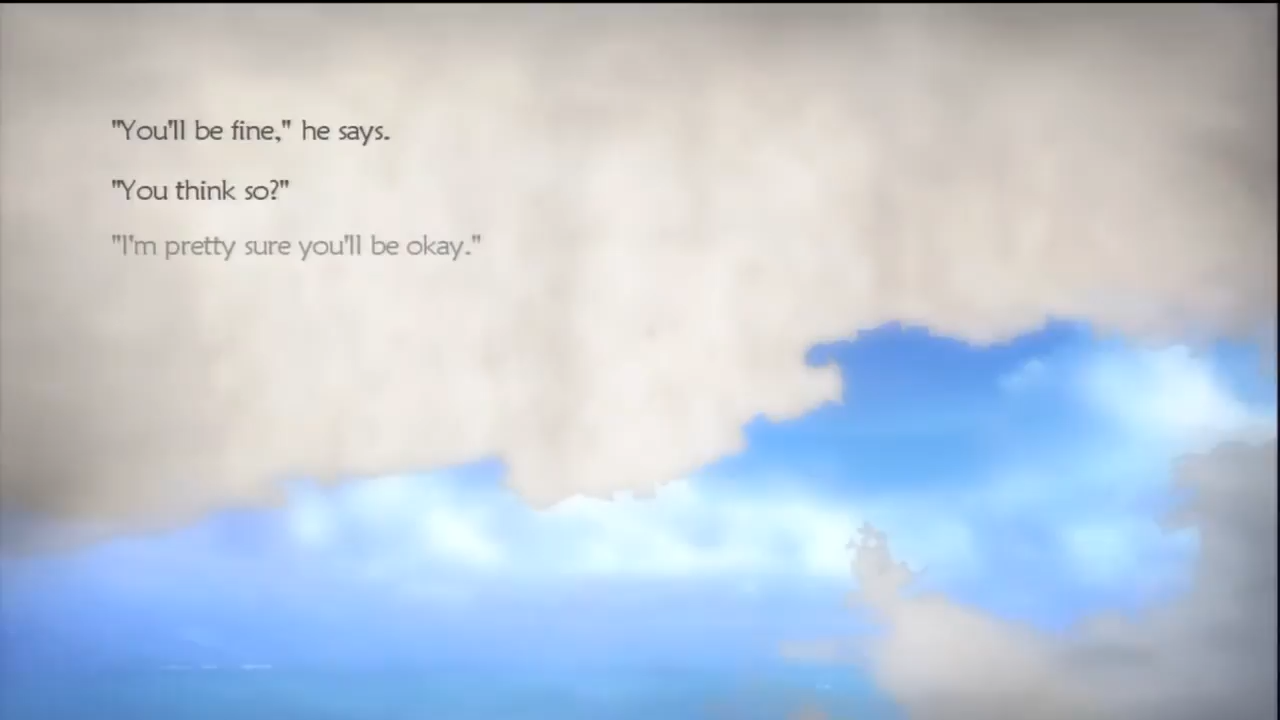 "You'll be fine," he says.
"You think so?"
"I'm pretty sure you'll be okay."